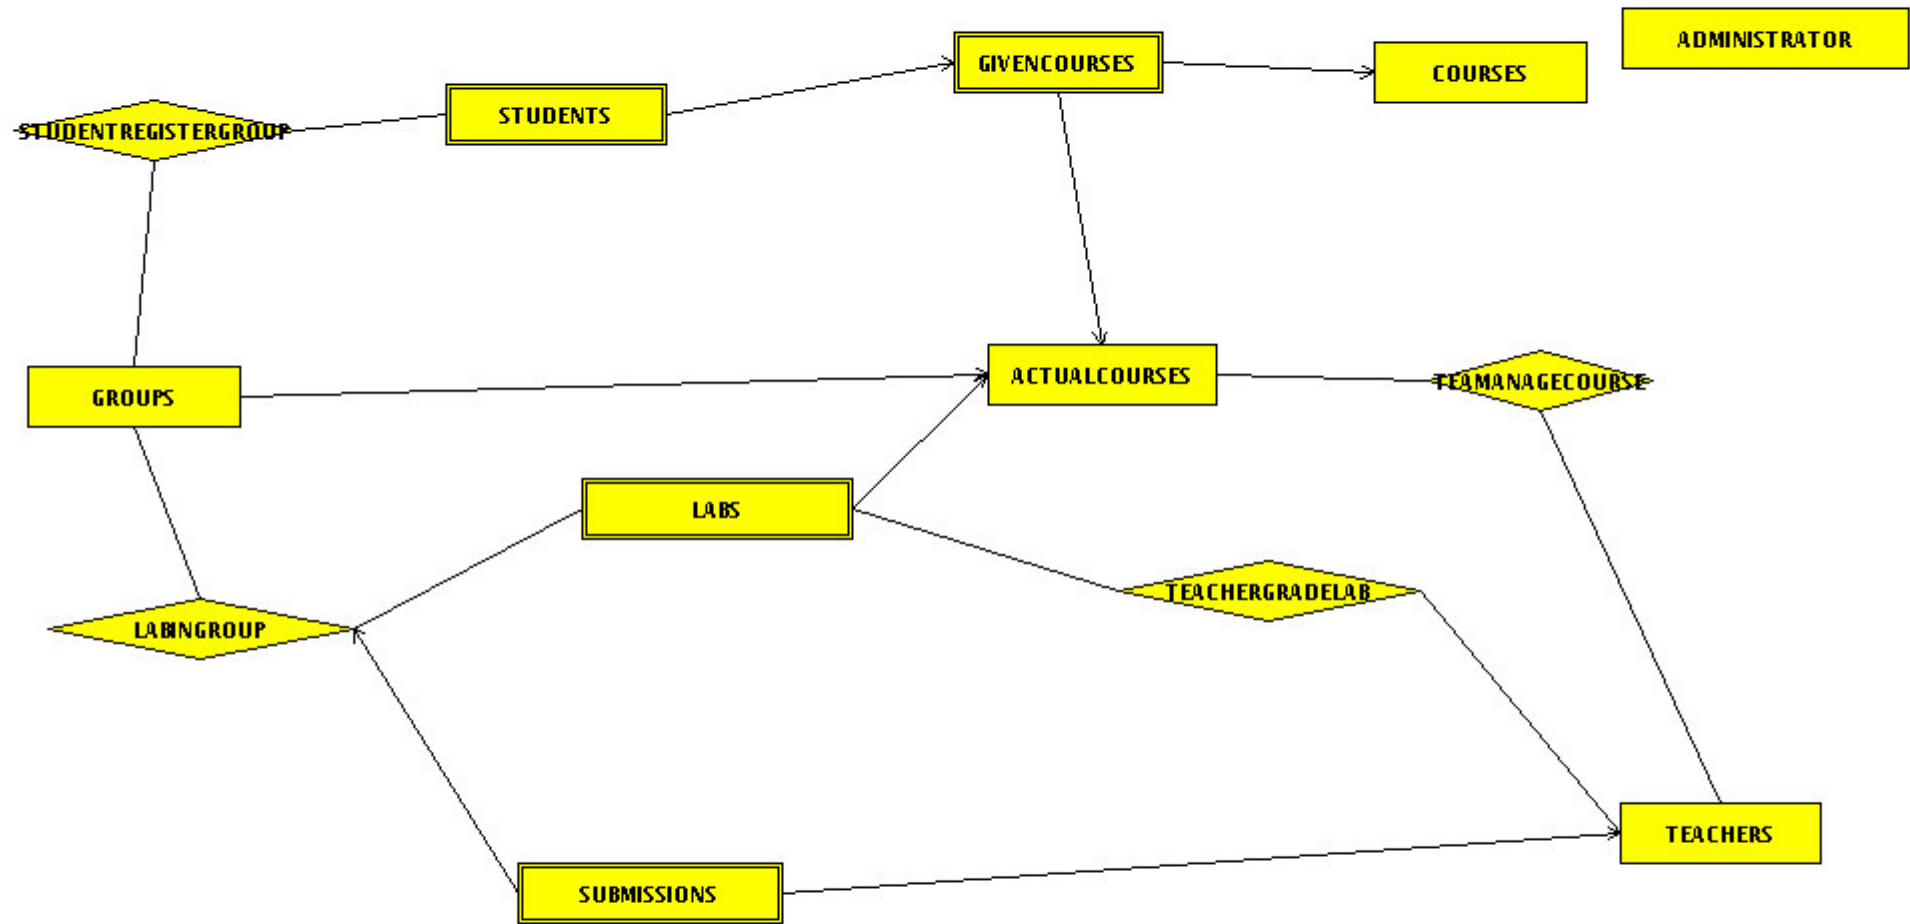 ADMINISTRATOR
GIVENCOURSES
COURSES
STUDENTS
STUDENTREGISTERGROUP
ACTUALCOURSES
TEAMANAGECOURSE
GROUPS
LABS
TEACHERGRADELAB
LABINGROUP
TEACHERS
SUBMISSIONS